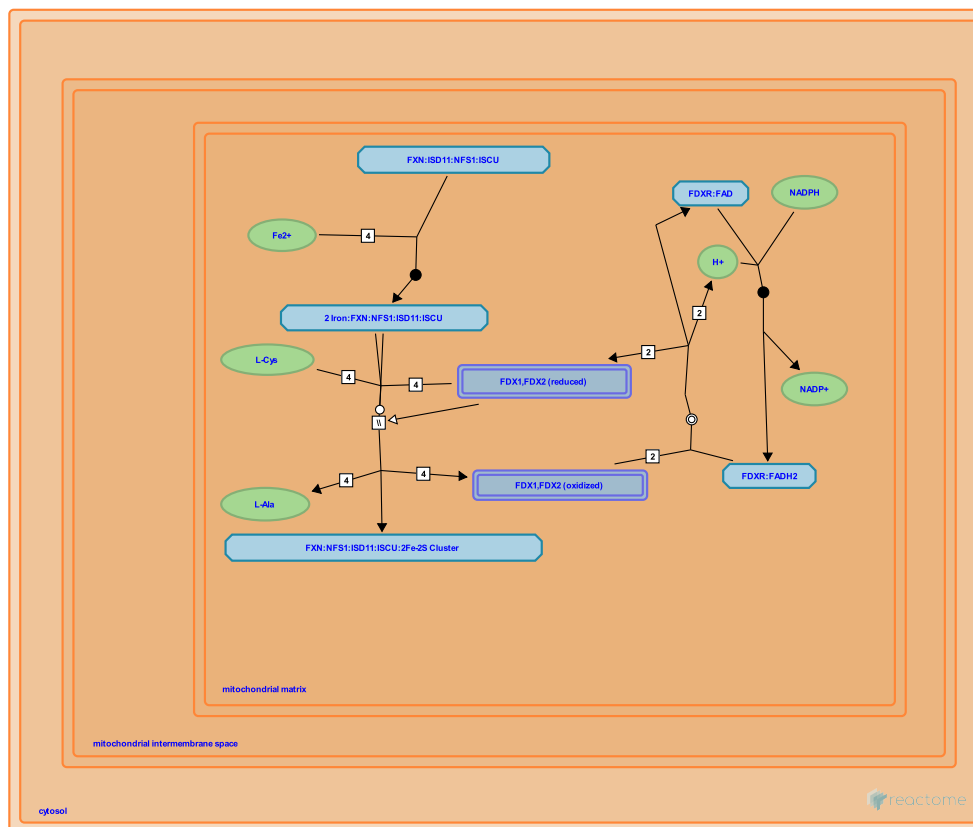 FXN:ISD11:NFS1:ISCU
FDXR:FAD
NADPH
Fe2+
4
H+
2 Iron:FXN:NFS1:ISD11:ISCU
2
L-Cys
2
4
4
FDX1,FDX2 (reduced)
NADP+
\\
2
4
4
FDX1,FDX2 (oxidized)
FDXR:FADH2
L-Ala
FXN:NFS1:ISD11:ISCU:2Fe-2S Cluster
mitochondrial matrix
mitochondrial intermembrane space
cytosol
reactome